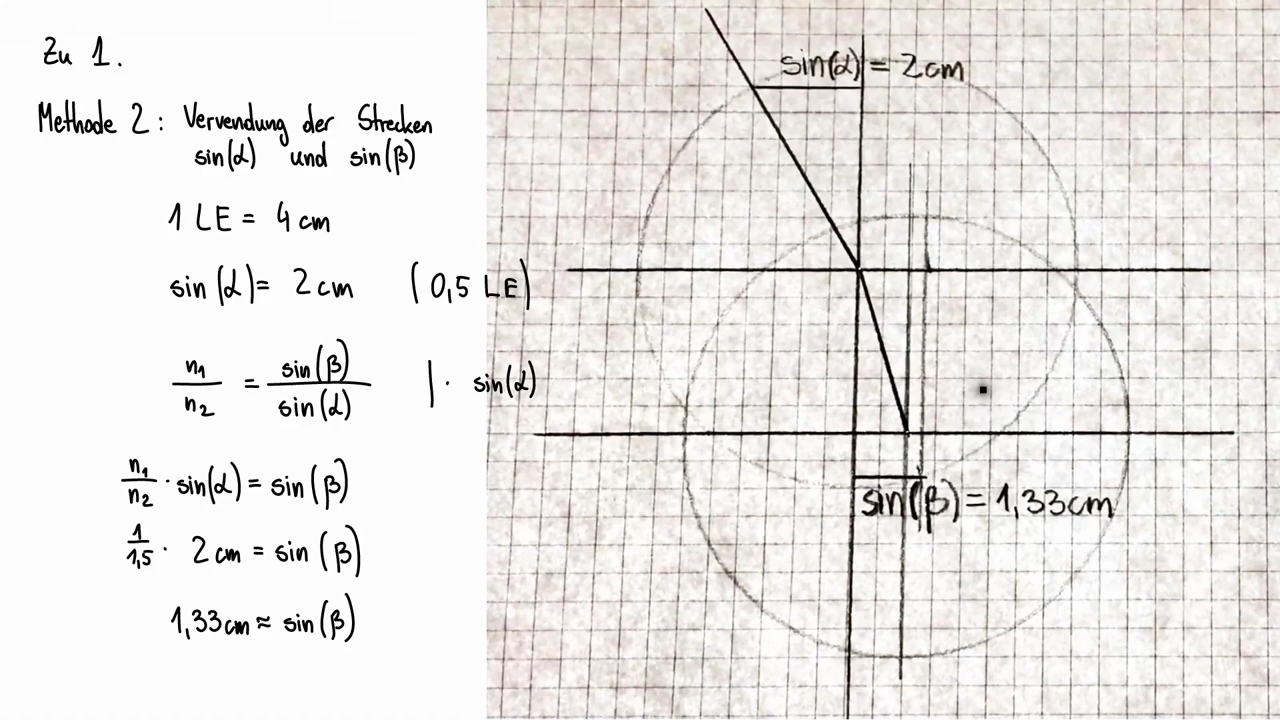 Zu 1.
Methode 2: Vervendung der Strecken
sin(α) und sin(β)
1 LE = 4 cm
sin(α) = 2 cm (0,5 LE)
n₁/n₂ = sin(β)/sin(α) | · sin(α)
n₁/n₂ · sin(α) = sin(β)
1/1,5 · 2 cm = sin(β)
1,33 cm ≈ sin(β)
sin(α) = 2 cm
sin(β) = 1,33 cm